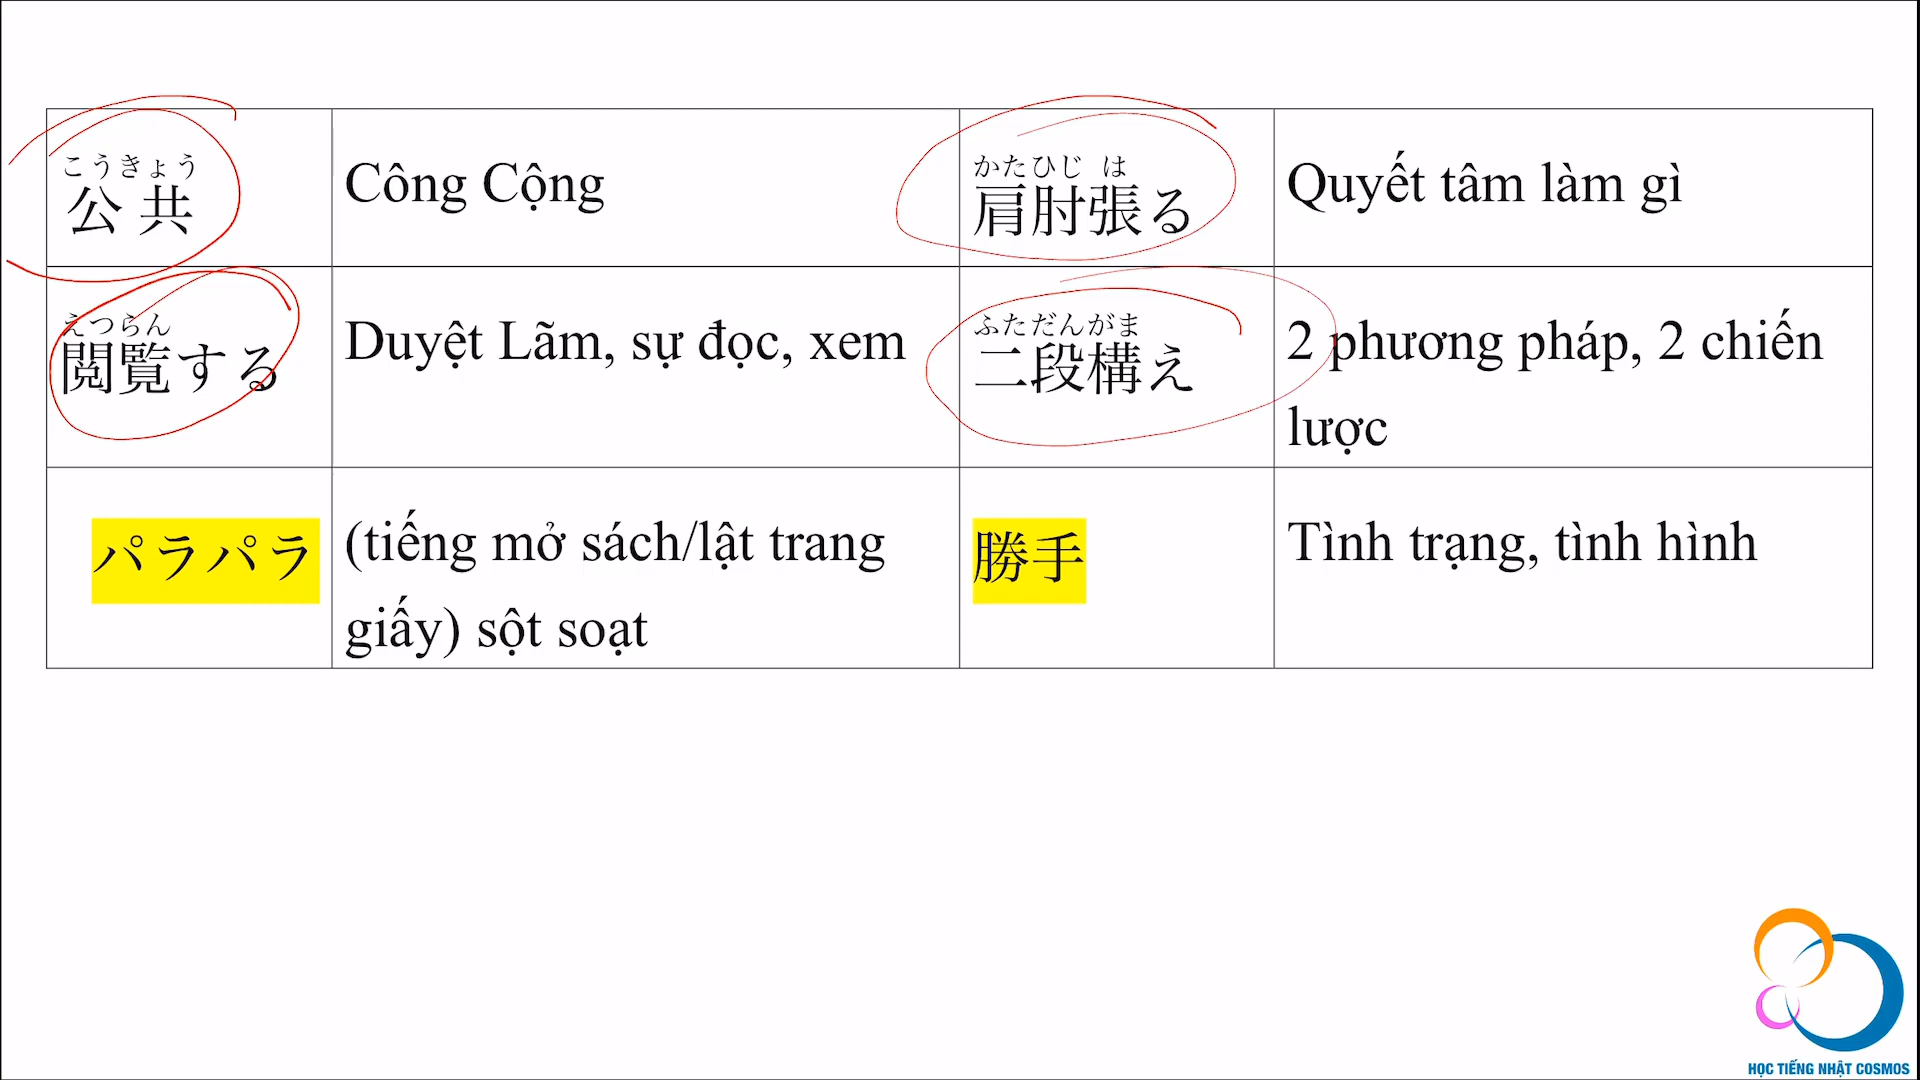 こうきょう
公共
Công Cộng
かたひじ は
肩肘張る
Quyết tâm làm gì
えつらん
閲覧する
Duyệt Lãm, sự đọc, xem
ふただんがま
二段構え
2 phương pháp, 2 chiến
lược
パラパラ
(tiếng mở sách/lật trang
giấy) sột soạt
勝手
Tình trạng, tình hình
HỌC TIẾNG NHẬT COSMOS